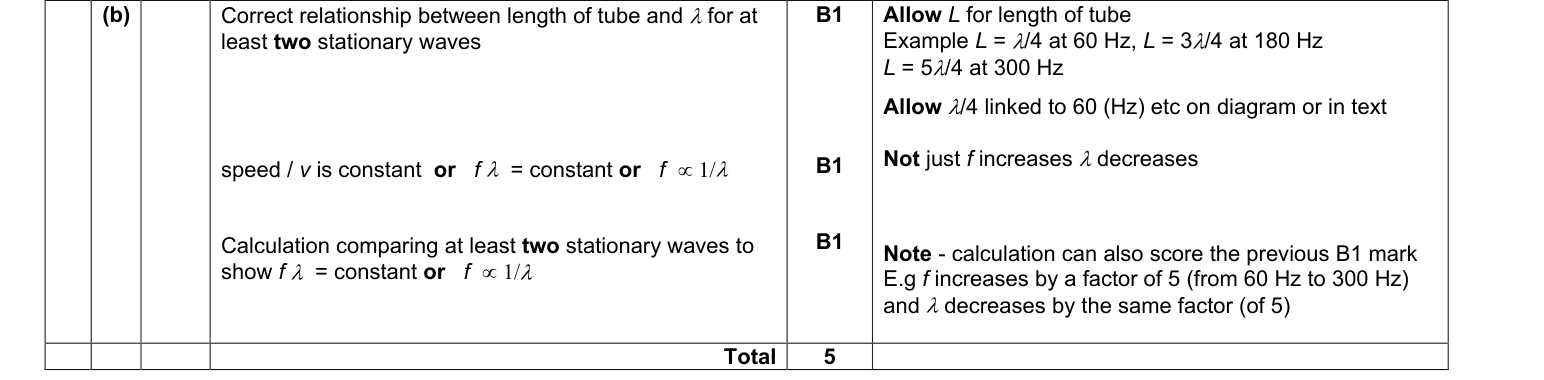 (b) Correct relationship between length of tube and λ for at B1 Allow L for length of tube
least two stationary waves Example L = λ/4 at 60 Hz, L = 3λ/4 at 180 Hz
L = 5λ/4 at 300 Hz
Allow λ/4 linked to 60 (Hz) etc on diagram or in text
speed / v is constant or f λ = constant or f ∝ 1/λ B1 Not just f increases λ decreases
Calculation comparing at least two stationary waves to B1
show f λ = constant or f ∝ 1/λ
Note - calculation can also score the previous B1 mark
E.g f increases by a factor of 5 (from 60 Hz to 300 Hz)
and λ decreases by the same factor (of 5)
Total 5